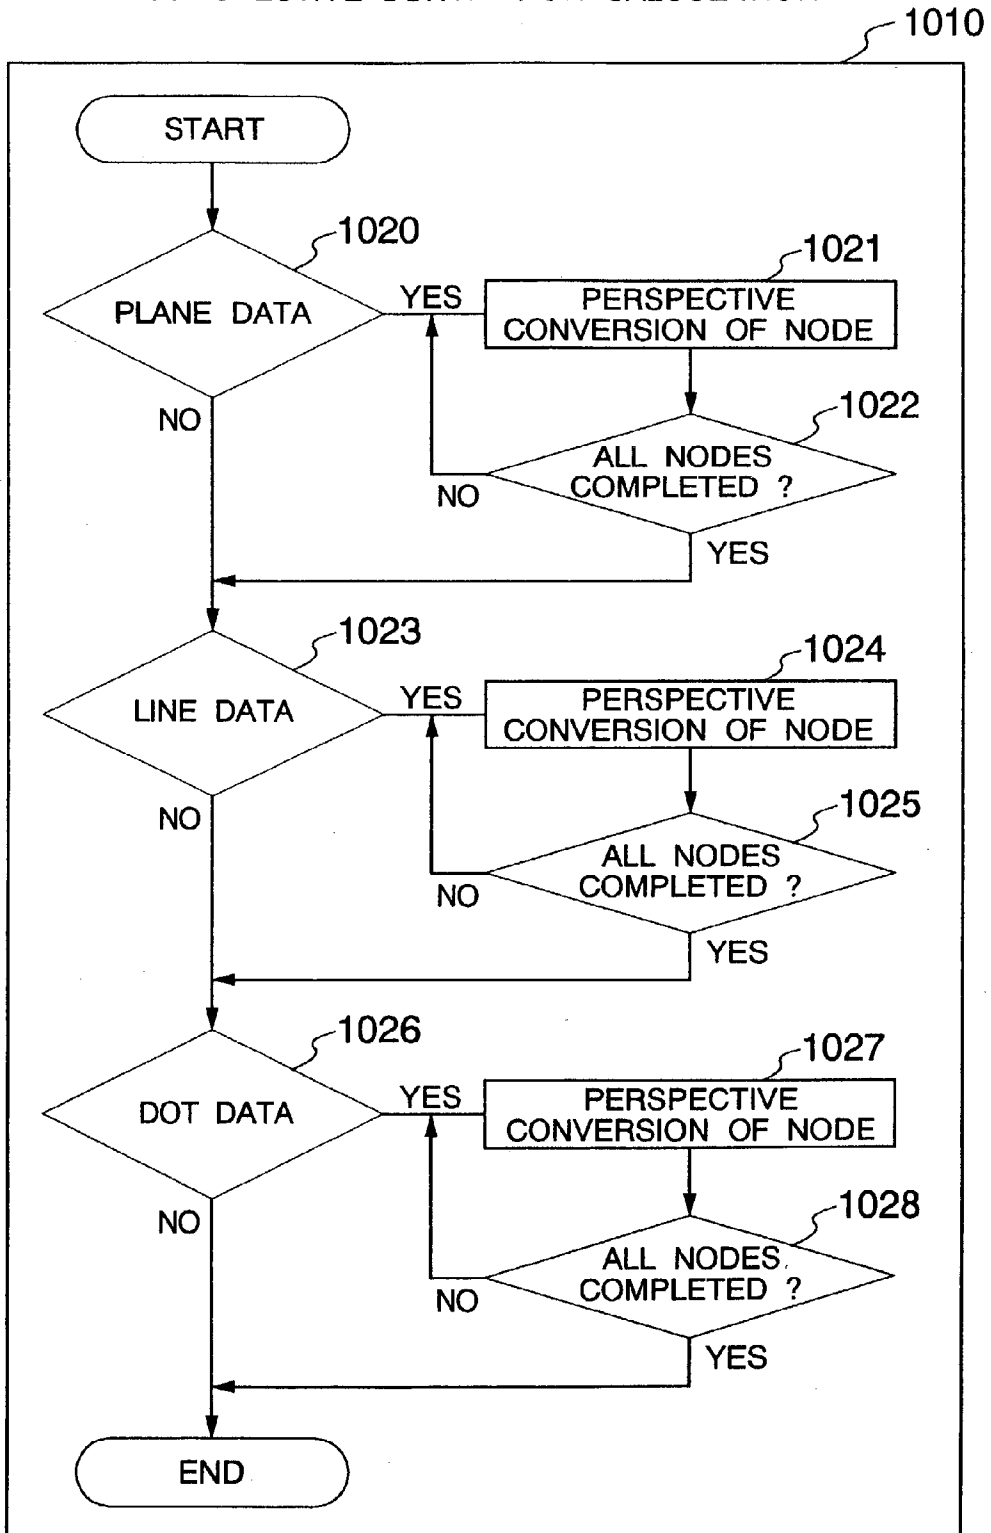 1010
START
1020
PLANE DATA
YES
1021
PERSPECTIVE
CONVERSION OF NODE
NO
1022
ALL NODES
COMPLETED ?
NO
YES
1023
LINE DATA
YES
1024
PERSPECTIVE
CONVERSION OF NODE
NO
1025
ALL NODES
COMPLETED ?
NO
YES
1026
DOT DATA
YES
1027
PERSPECTIVE
CONVERSION OF NODE
NO
1028
ALL NODES
COMPLETED ?
NO
YES
END